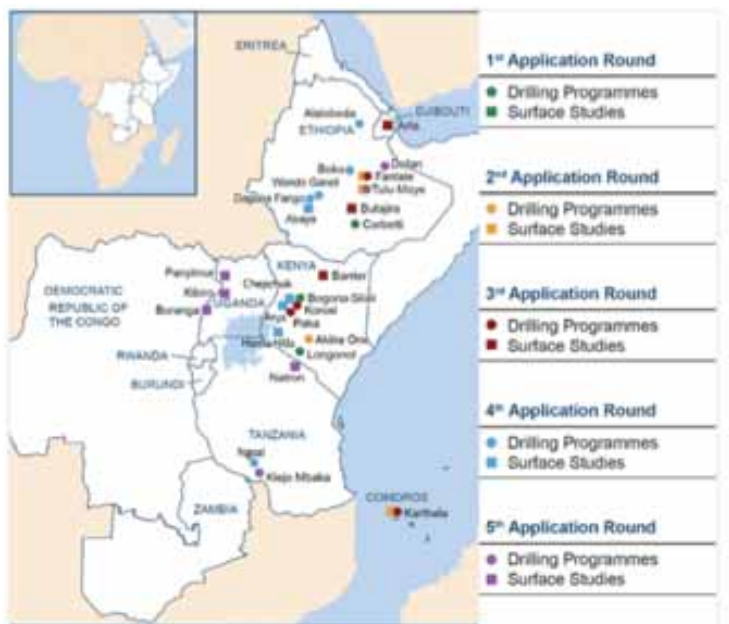 ERITREA
Alalobeda
DJIBOUTI
ETHIOPIA
Arta
Boku
Dofan
Fantale
Wondo Genet
Tulu Moye
Fango
Butajira
Abaya
Corbetti
KENYA
Panyimur
Banter
DEMOCRATIC
REPUBLIC OF
THE CONGO
Chepchuk
Kibiro
UGANDA
Bogoria-Silali
Buranga
Korosi
Arus
Paka
Homa Hills
Akiira One
RWANDA
Longonot
BURUNDI
Natron
TANZANIA
Ngozi
Kiejo Mbaka
ZAMBIA
COMOROS
Karthala
1st Application Round
Drilling Programmes
Surface Studies
2nd Application Round
Drilling Programmes
Surface Studies
3rd Application Round
Drilling Programmes
Surface Studies
4th Application Round
Drilling Programmes
Surface Studies
5th Application Round
Drilling Programmes
Surface Studies